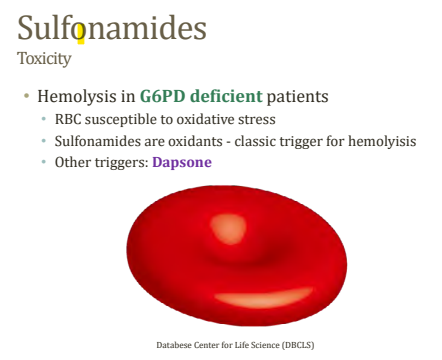 Sulfonamides
Toxicity
• Hemolysis in G6PD deficient patients
• RBC susceptible to oxidative stress
• Sulfonamides are oxidants - classic trigger for hemolyisis
• Other triggers: Dapsone
Databese Center for Life Science (DBCLS)